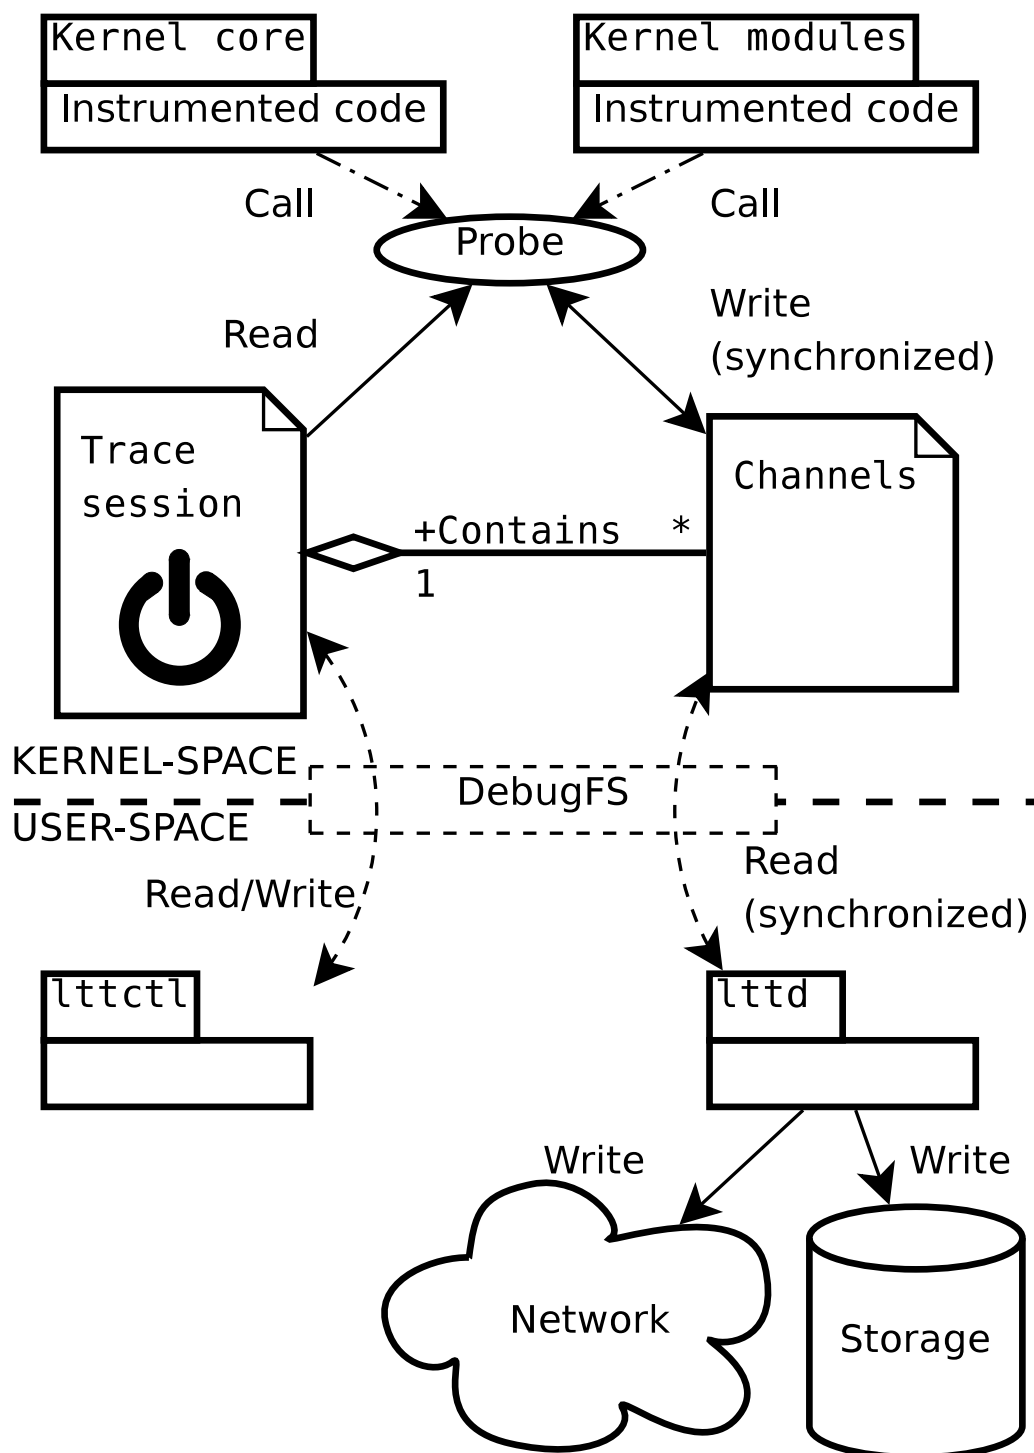 Kernel core
Kernel modules
Instrumented code
Instrumented code
Call
Call
Probe
Write
(synchronized)
Read
Trace
session
Channels
+Contains *
1
KERNEL-SPACE
DebugFS
USER-SPACE
Read
(synchronized)
Read/Write
lttctl
lttd
Write
Write
Network
Storage